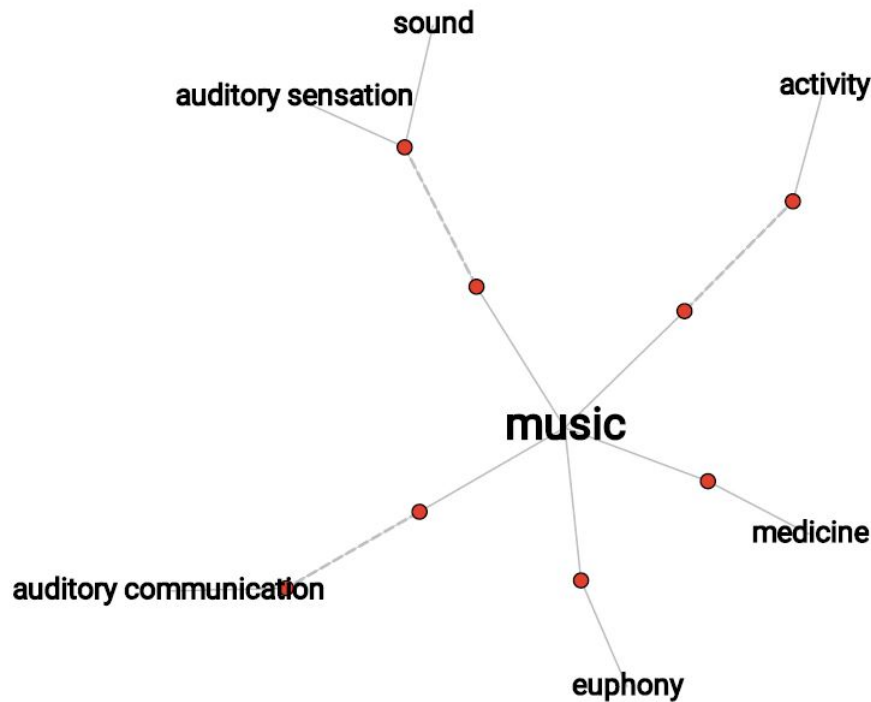 sound
activity
auditory sensation
music
medicine
auditory communication
euphony